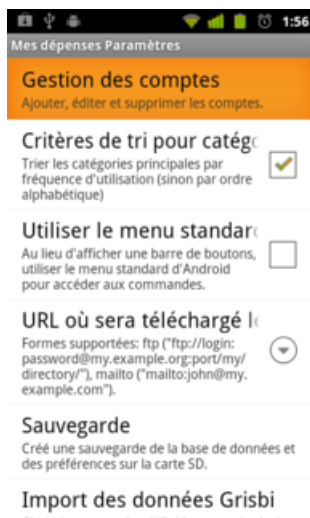 1:56
Mes dépenses Paramètres
Gestion des comptes
Ajouter, éditer et supprimer les comptes.
Critères de tri pour catég
Trier les catégories principales par
fréquence d'utilisation (sinon par ordre
alphabétique)
Utiliser le menu standar
Au lieu d'afficher une barre de boutons,
utiliser le menu standard d'Android
pour accéder aux commandes.
URL où sera téléchargé l
Formes supportées: ftp ("ftp://login:
password@my.example.org:port/my/
directory/"), mailto ("mailto:john@my.
example.com").
Sauvegarde
Créé une sauvegarde de la base de données et
des préférences sur la carte SD.
Import des données Grisbi